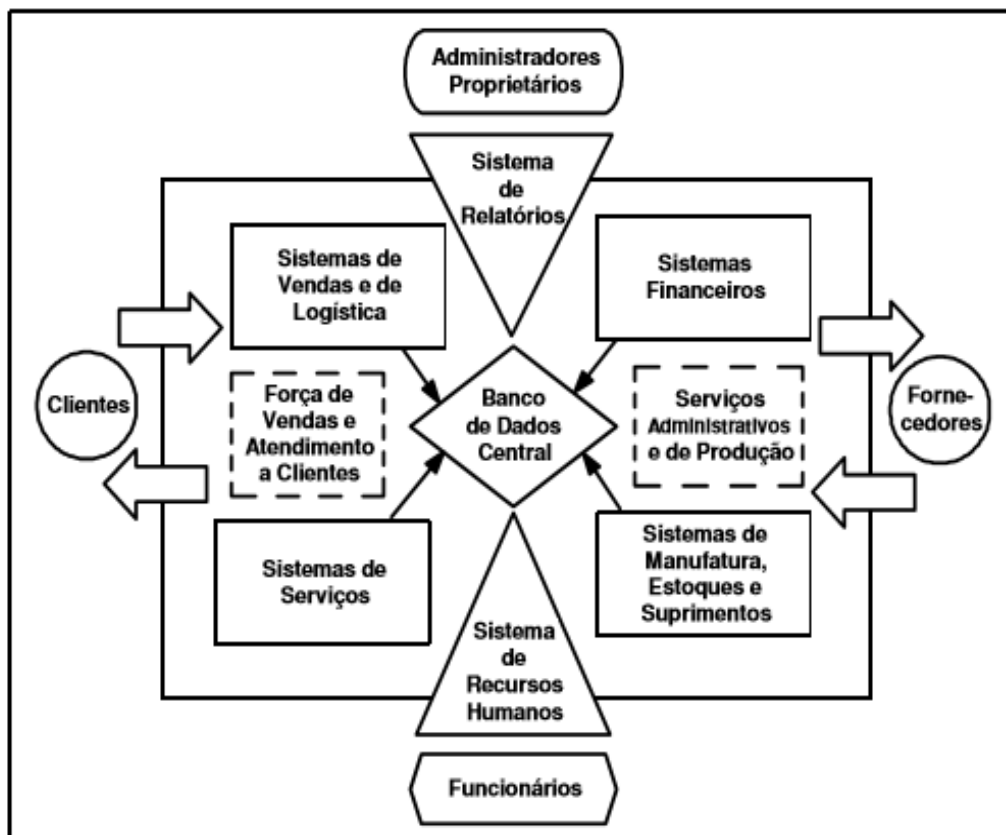 Administradores
Proprietários
Sistema
de
Relatórios
Sistemas de
Vendas e de
Logística
Sistemas
Financeiros
Clientes
Força de
Vendas e
Atendimento
a Clientes
Banco
de Dados
Central
Serviços
Administrativos
e de Produção
Forne-
cedores
Sistemas de
Serviços
Sistemas de
Manufatura,
Estoques e
Suprimentos
Sistema
de
Recursos
Humanos
Funcionários